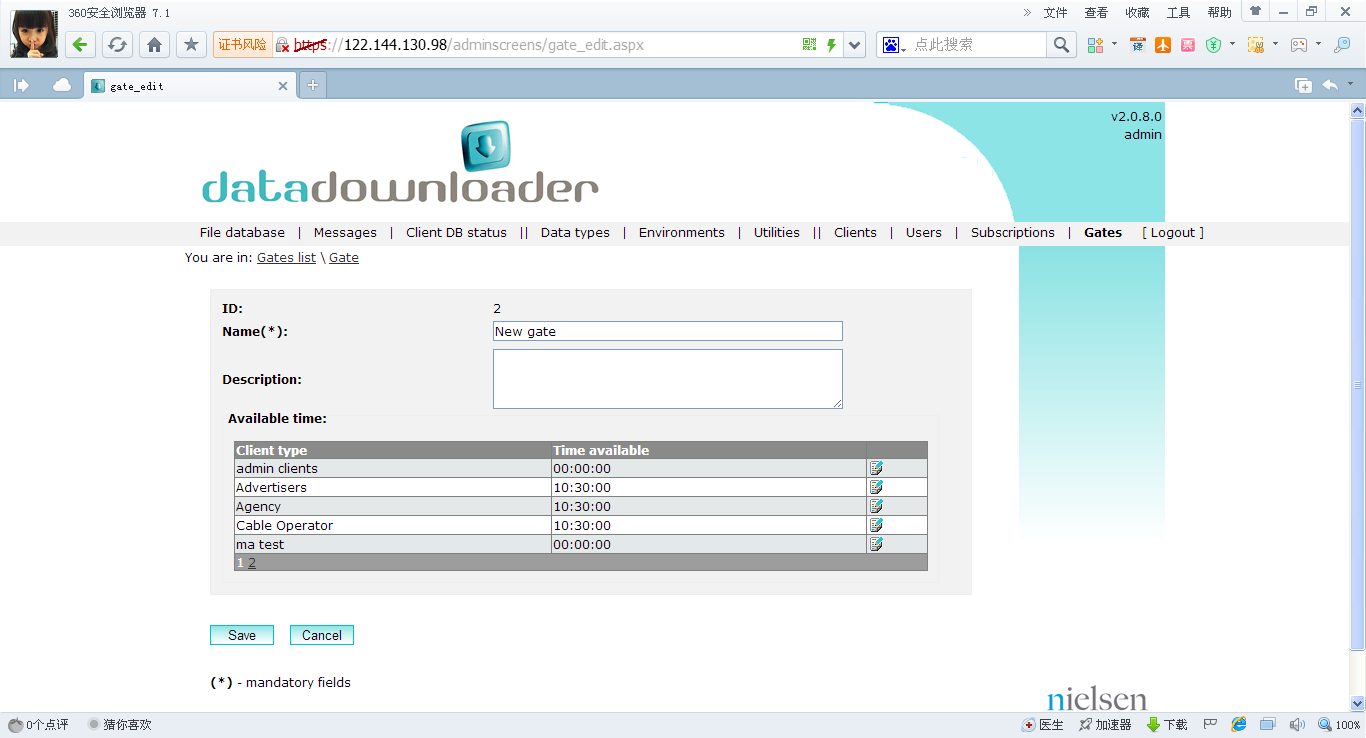 360安全浏览器 7.1
文件 查看 收藏 工具 帮助
证书风险 https://122.144.130.98/adminscreens/gate_edit.aspx 点此搜索 译 票
gate_edit
v2.0.8.0
admin
datadownloader
File database | Messages | Client DB status || Data types | Environments | Utilities || Clients | Users | Subscriptions | Gates [ Logout ]
You are in: Gates list \ Gate
ID: 2
Name(*): New gate
Description:
Available time:
Client type Time available
admin clients 00:00:00
Advertisers 10:30:00
Agency 10:30:00
Cable Operator 10:30:00
ma test 00:00:00
1 2
Save Cancel
(*) - mandatory fields
nielsen
0个点评 猜你喜欢 医生 加速器 下载 100%